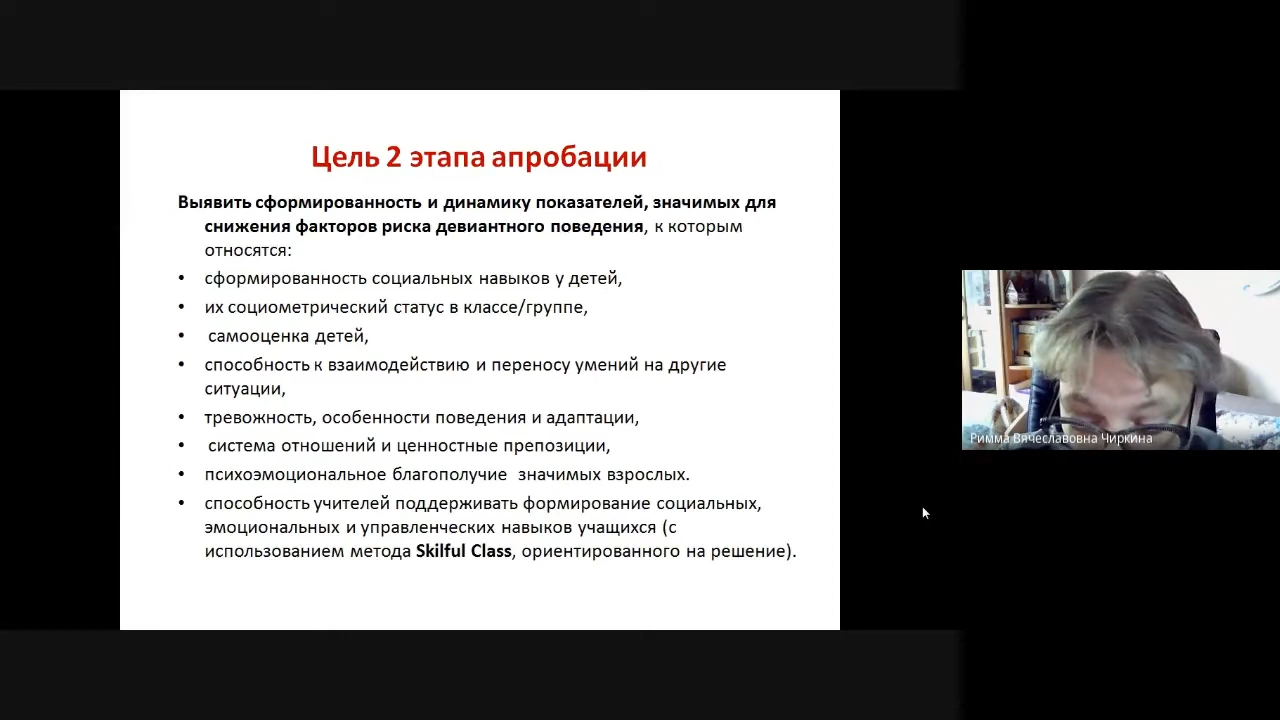 Цель 2 этапа апробации
Выявить сформированность и динамику показателей, значимых для
снижения факторов риска девиантного поведения, к которым
относятся:
• сформированность социальных навыков у детей,
• их социометрический статус в классе/группе,
• самооценка детей,
• способность к взаимодействию и переносу умений на другие
ситуации,
• тревожность, особенности поведения и адаптации,
• система отношений и ценностные препозиции,
• психоэмоциональное благополучие значимых взрослых.
• способность учителей поддерживать формирование социальных,
эмоциональных и управленческих навыков учащихся (с
использованием метода Skilful Class, ориентированного на решение).
Римма Вячеславовна Чиркина